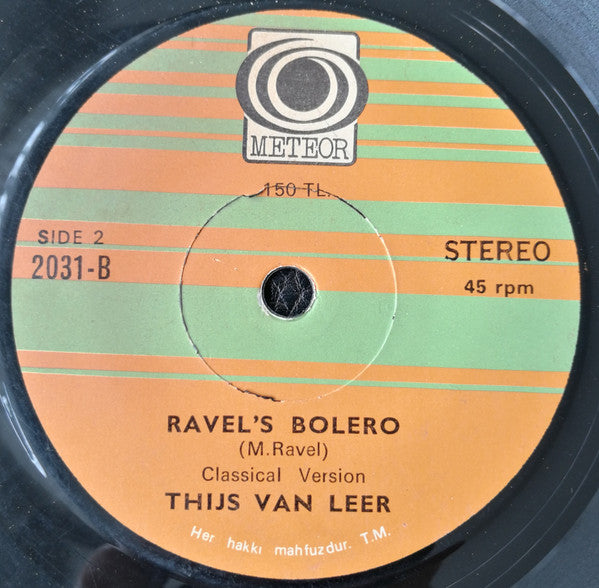 METEOR
150 TL.
SIDE 2
2031-B
STEREO
45 rpm
RAVEL'S BOLERO
(M.Ravel)
Classical Version
THIJS VAN LEER
Her hakkı mahfuzdur. T.M.